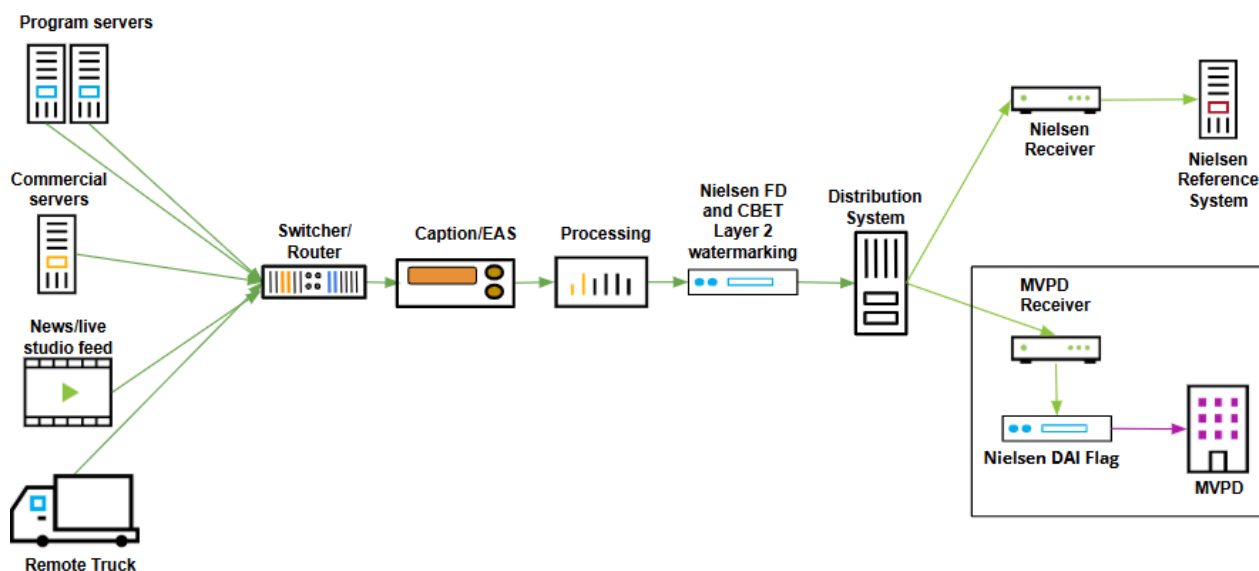 Program servers
Commercial
servers
News/live
studio feed
Remote Truck
Switcher/
Router
Caption/EAS
Processing
Nielsen FD
and CBET
Layer 2
watermarking
Distribution
System
Nielsen
Receiver
Nielsen
Reference
System
MVPD
Receiver
Nielsen DAI Flag
MVPD